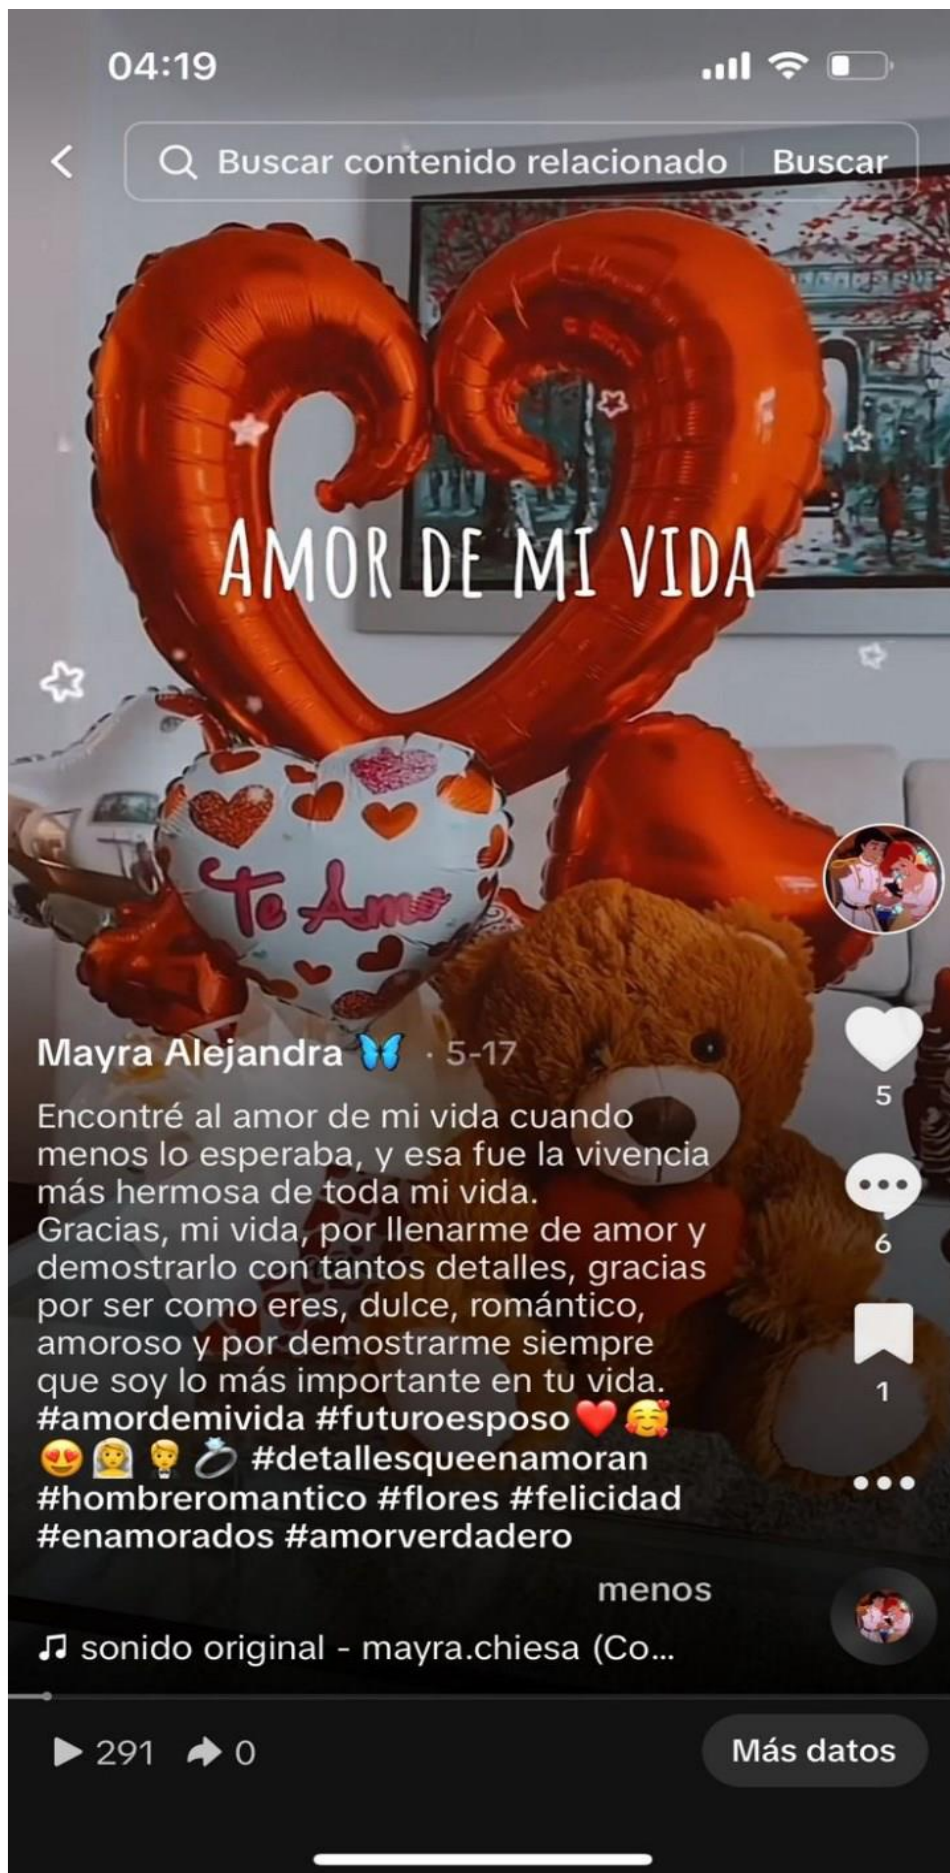 04:19
Buscar contenido relacionado Buscar
AMOR DE MI VIDA
Te Amo
Mayra Alejandra 🦋 · 5-17
5
Encontré al amor de mi vida cuando
menos lo esperaba, y esa fue la vivencia
más hermosa de toda mi vida.
Gracias, mi vida, por llenarme de amor y
demostrarlo con tantos detalles, gracias
por ser como eres, dulce, romántico,
amoroso y por demostrarme siempre
que soy lo más importante en tu vida.
#amordemivida #futuroesposo❤️🥰
😍👰🤵💍 #detallesqueenamoran
#hombreromantico #flores #felicidad
#enamorados #amorverdadero
6
1
menos
♫ sonido original - mayra.chiesa (Co...
291 0
Más datos